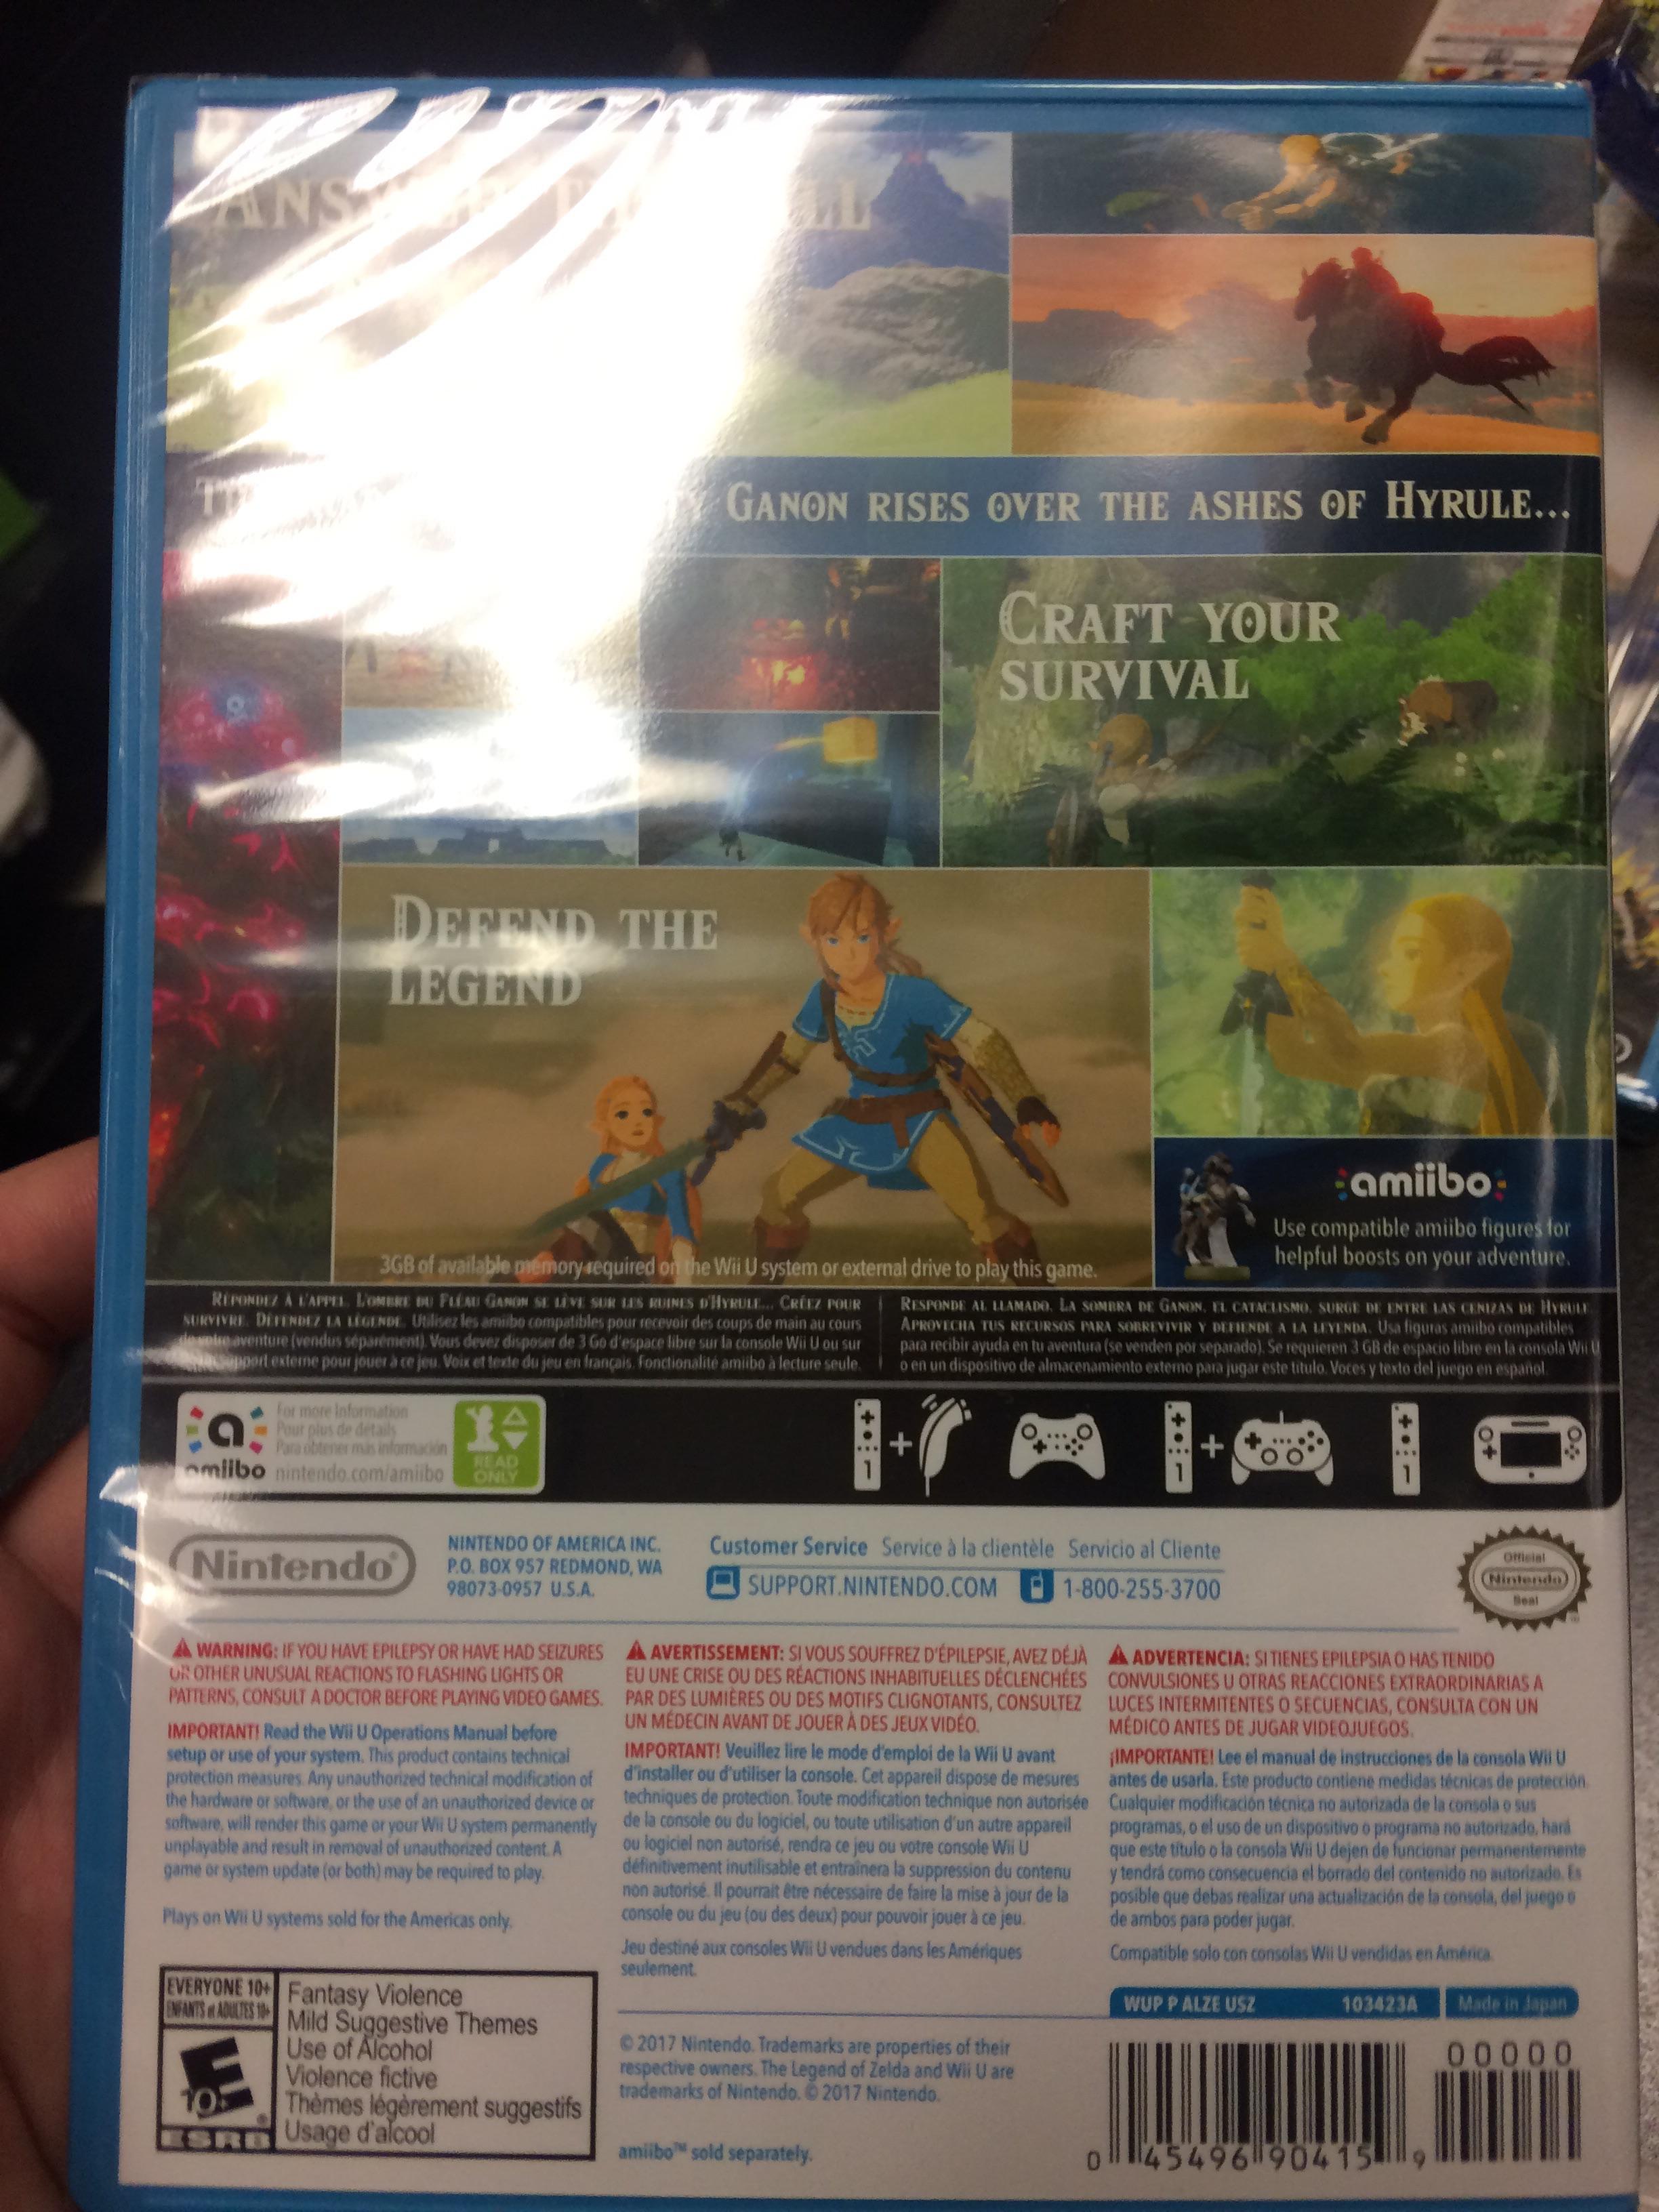 ANS LL
GANON RISES OVER THE ASHES OF HYRULE...
CRAFT YOUR
SURVIVAL
DEFEND THE
LEGEND
amiibo
Use compatible amiibo figures for
helpful boosts on your adventure.
3GB of available memory required on the Wii U system or external drive to play this game.
RÉPONDEZ À L'APPEL. L'OMBRE DU FLÉAU GANON SE LÈVE SUR LES RUINES D'HYRULE... CRÉEZ POUR
SURVIVRE. DÉFENDEZ LA LÉGENDE. Utilisez les amiibo compatibles pour recevoir des coups de main au cours
de votre aventure (vendus séparément). Vous devez disposer de 3 Go d'espace libre sur la console Wii U ou sur
support externe pour jouer à ce jeu. Voix et texte du jeu en français. Fonctionalité amiibo à lecture seule.
RESPONDE AL LLAMADO. LA SOMBRA DE GANON, EL CATACLISMO, SURGE DE ENTRE LAS CENIZAS DE HYRULE
APROVECHA TUS RECURSOS PARA SOBREVIVIR Y DEFIENDE A LA LEYENDA. Usa figuras amiibo compatibles
para recibir ayuda en tu aventura (se venden por separado). Se requieren 3 GB de espacio libre en la consola Wii U
o en un dispositivo de almacenamiento externo para jugar este título. Voces y texto del juego en español.
a
amiibo
For more Information
Pour plus de détails
Para obtener más información
nintendo.com/amiibo
READ
ONLY
1
+
1
+
1
Nintendo®
NINTENDO OF AMERICA INC.
P.O. BOX 957 REDMOND, WA
98073-0957 U.S.A.
Customer Service Service à la clientèle Servicio al Cliente
SUPPORT.NINTENDO.COM 1-800-255-3700
Official
Nintendo
Seal
WARNING: IF YOU HAVE EPILEPSY OR HAVE HAD SEIZURES
OR OTHER UNUSUAL REACTIONS TO FLASHING LIGHTS OR
PATTERNS, CONSULT A DOCTOR BEFORE PLAYING VIDEO GAMES.
IMPORTANT! Read the Wii U Operations Manual before
setup or use of your system. This product contains technical
protection measures. Any unauthorized technical modification of
the hardware or software, or the use of an unauthorized device or
software, will render this game or your Wii U system permanently
unplayable and result in removal of unauthorized content. A
game or system update (or both) may be required to play.
Plays on Wii U systems sold for the Americas only.
AVERTISSEMENT: SI VOUS SOUFFREZ D'ÉPILEPSIE, AVEZ DÉJÀ
EU UNE CRISE OU DES RÉACTIONS INHABITUELLES DÉCLENCHÉES
PAR DES LUMIÈRES OU DES MOTIFS CLIGNOTANTS, CONSULTEZ
UN MÉDECIN AVANT DE JOUER À DES JEUX VIDÉO.
IMPORTANT! Veuillez lire le mode d'emploi de la Wii U avant
d'installer ou d'utiliser la console. Cet appareil dispose de mesures
techniques de protection. Toute modification technique non autorisée
de la console ou du logiciel, ou toute utilisation d'un autre appareil
ou logiciel non autorisé, rendra ce jeu ou votre console Wii U
définitivement inutilisable et entraînera la suppression du contenu
non autorisé. Il pourrait être nécessaire de faire la mise à jour de la
console ou du jeu (ou des deux) pour pouvoir jouer à ce jeu.
Jeu destiné aux consoles Wii U vendues dans les Amériques
seulement.
ADVERTENCIA: SI TIENES EPILEPSIA O HAS TENIDO
CONVULSIONES U OTRAS REACCIONES EXTRAORDINARIAS A
LUCES INTERMITENTES O SECUENCIAS, CONSULTA CON UN
MÉDICO ANTES DE JUGAR VIDEOJUEGOS.
¡IMPORTANTE! Lee el manual de instrucciones de la consola Wii U
antes de usarla. Este producto contiene medidas técnicas de protección.
Cualquier modificación técnica no autorizada de la consola o sus
programas, o el uso de un dispositivo o programa no autorizado, hará
que este título o la consola Wii U dejen de funcionar permanentemente
y tendrá como consecuencia el borrado del contenido no autorizado. Es
posible que debas realizar una actualización de la consola, del juego o
de ambos para poder jugar.
Compatible solo con consolas Wii U vendidas en América.
EVERYONE 10+
ENFANTS et ADULTES 10+
E
10+
ESRB
Fantasy Violence
Mild Suggestive Themes
Use of Alcohol
Violence fictive
Thèmes légèrement suggestifs
Usage d'alcool
© 2017 Nintendo. Trademarks are properties of their
respective owners. The Legend of Zelda and Wii U are
trademarks of Nintendo. © 2017 Nintendo.
amiibo™ sold separately.
WUP P ALZE USZ 103423A Made in Japan
00000
0 45496 90415 9